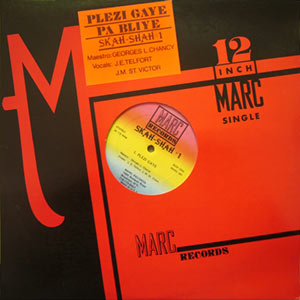 PLEZI GAYE
PA BLIYE
SKAH-SHAH #1
Maestro: GEORGES L. CHANCY
Vocals: J.E. TELFORT
J.M. ST. VICTOR
12
INCH
MARC
SINGLE
MARC
RECORDS
SKAH-SHAH #1
1. PLEZI GAYE
MARC
RECORDS